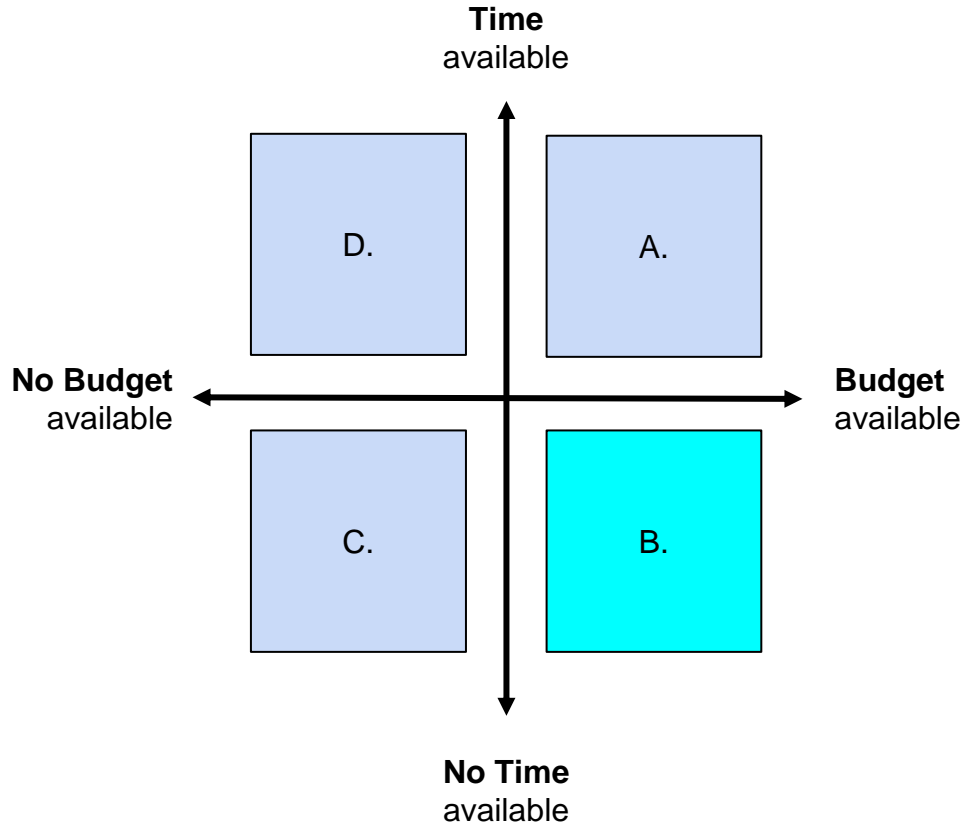 Time
available
D.
A.
No Budget
available
Budget
available
C.
B.
No Time
available